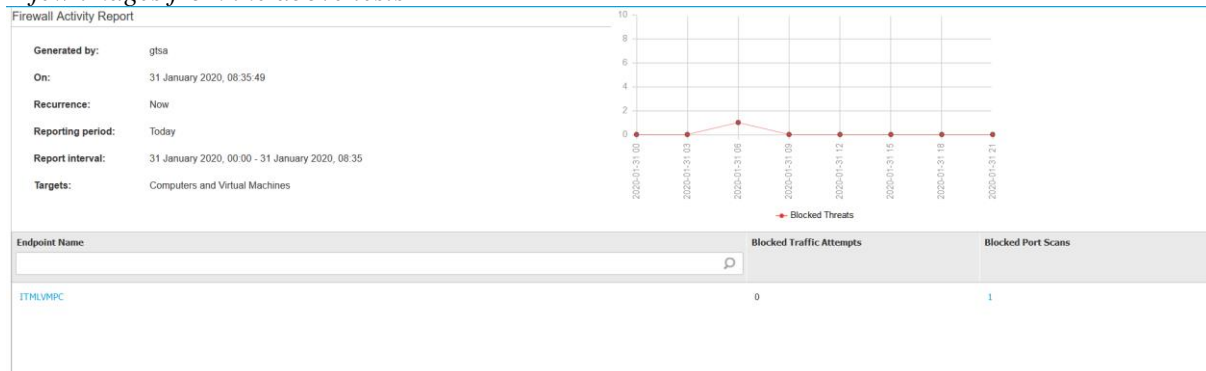 Firewall Activity Report
Generated by: gtsa
On: 31 January 2020, 08:35:49
Recurrence: Now
Reporting period: Today
Report interval: 31 January 2020, 00:00 - 31 January 2020, 08:35
Targets: Computers and Virtual Machines
10
8
6
4
2
0
2020-01-31 00
2020-01-31 03
2020-01-31 06
2020-01-31 09
2020-01-31 12
2020-01-31 15
2020-01-31 18
2020-01-31 21
Blocked Threats
Endpoint Name Blocked Traffic Attempts Blocked Port Scans
ITMLVMPC 0 1